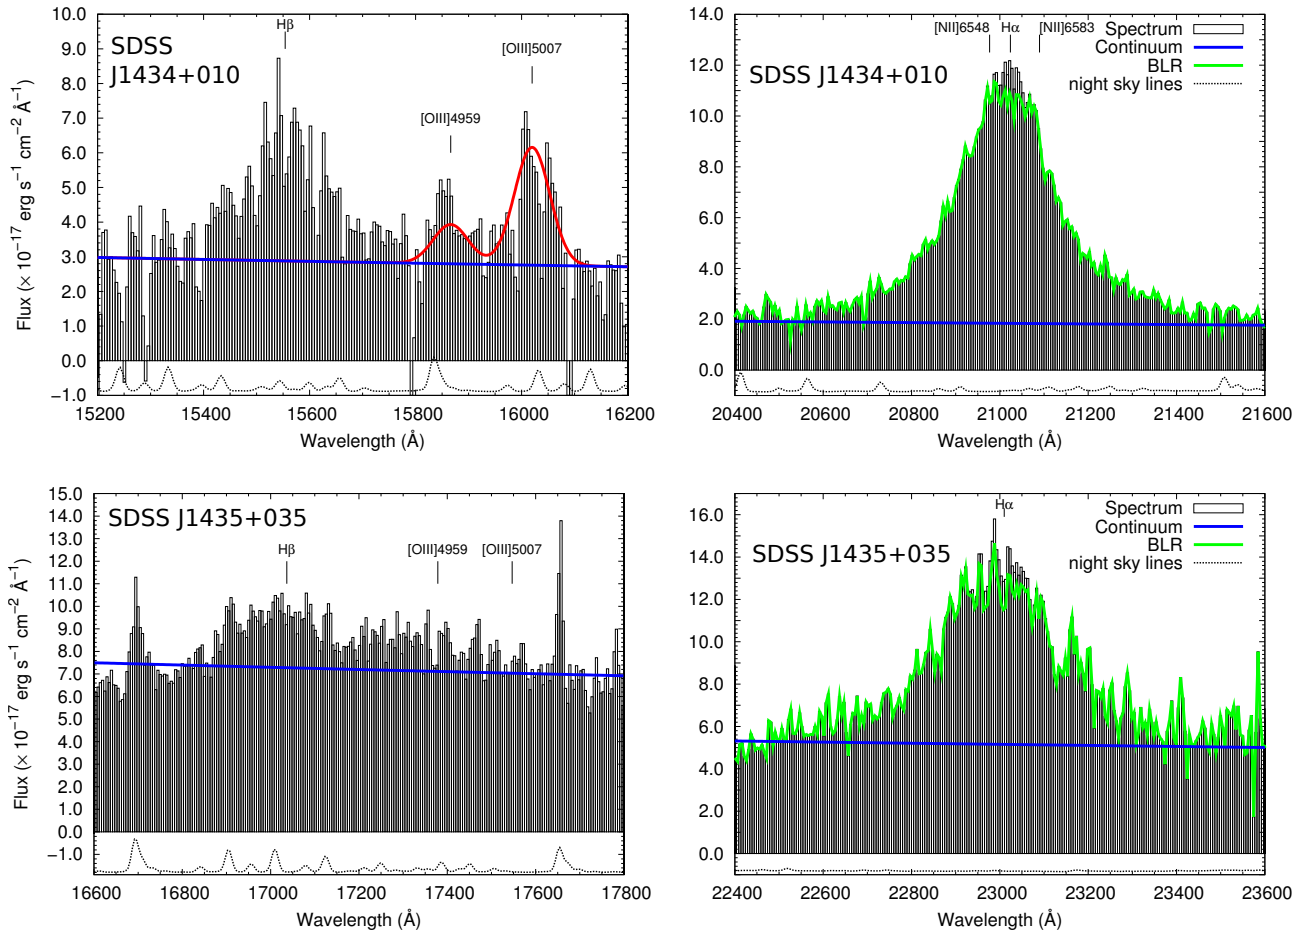 SDSS
J1434+010
Hβ
[OIII]4959
[OIII]5007
10.0
9.0
8.0
7.0
6.0
5.0
4.0
3.0
2.0
1.0
0.0
−1.0
Flux (× 10−17 erg s−1 cm−2 Å−1)
15200 15400 15600 15800 16000 16200
Wavelength (Å)
SDSS J1434+010
[NII]6548 Hα [NII]6583
Spectrum
Continuum
BLR
night sky lines
14.0
12.0
10.0
8.0
6.0
4.0
2.0
0.0
20400 20600 20800 21000 21200 21400 21600
Wavelength (Å)
SDSS J1435+035
Hβ
[OIII]4959 [OIII]5007
15.0
14.0
13.0
12.0
11.0
10.0
9.0
8.0
7.0
6.0
5.0
4.0
3.0
2.0
1.0
0.0
−1.0
Flux (× 10−17 erg s−1 cm−2 Å−1)
16600 16800 17000 17200 17400 17600 17800
Wavelength (Å)
SDSS J1435+035
Hα
Spectrum
Continuum
BLR
night sky lines
16.0
14.0
12.0
10.0
8.0
6.0
4.0
2.0
0.0
22400 22600 22800 23000 23200 23400 23600
Wavelength (Å)